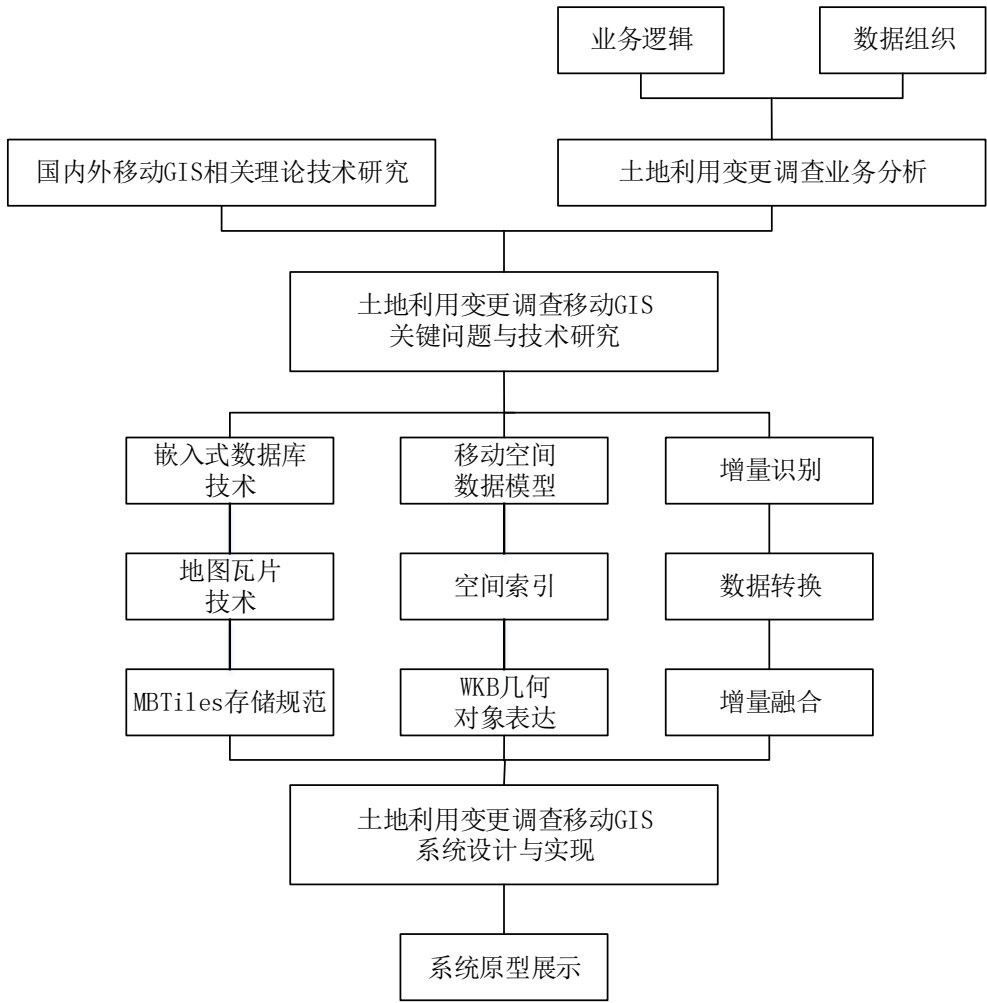 业务逻辑
数据组织
国内外移动GIS相关理论技术研究
土地利用变更调查业务分析
土地利用变更调查移动GIS
关键问题与技术研究
嵌入式数据库
技术
移动空间
数据模型
增量识别
地图瓦片
技术
空间索引
数据转换
MBTiles存储规范
WKB几何
对象表达
增量融合
土地利用变更调查移动GIS
系统设计与实现
系统原型展示